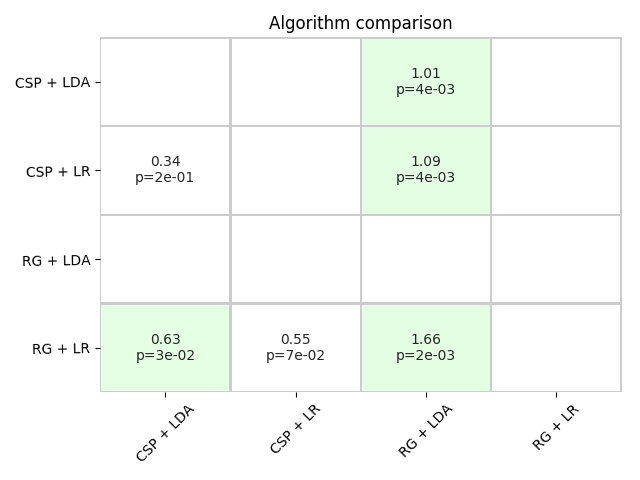 Algorithm comparison
CSP + LDA
1.01
p=4e-03
CSP + LR
0.34
p=2e-01
1.09
p=4e-03
RG + LDA
RG + LR
0.63
p=3e-02
0.55
p=7e-02
1.66
p=2e-03
CSP + LDA
CSP + LR
RG + LDA
RG + LR